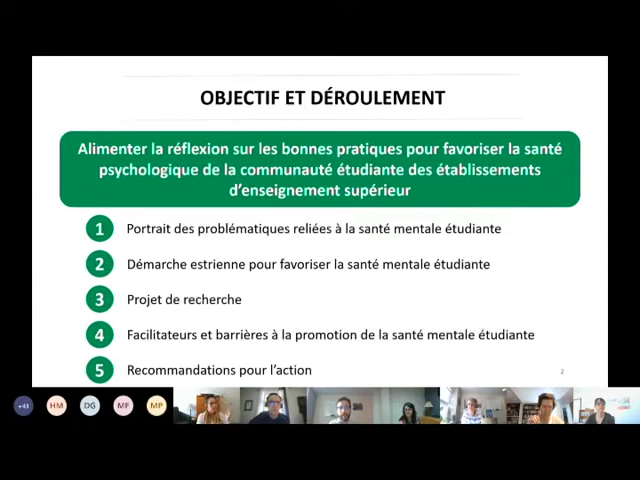 OBJECTIF ET DÉROULEMENT
Alimenter la réflexion sur les bonnes pratiques pour favoriser la santé
psychologique de la communauté étudiante des établissements
d'enseignement supérieur
1 Portrait des problématiques reliées à la santé mentale étudiante
2 Démarche estrienne pour favoriser la santé mentale étudiante
3 Projet de recherche
4 Facilitateurs et barrières à la promotion de la santé mentale étudiante
5 Recommandations pour l'action
2
+43 HM DG MF MP